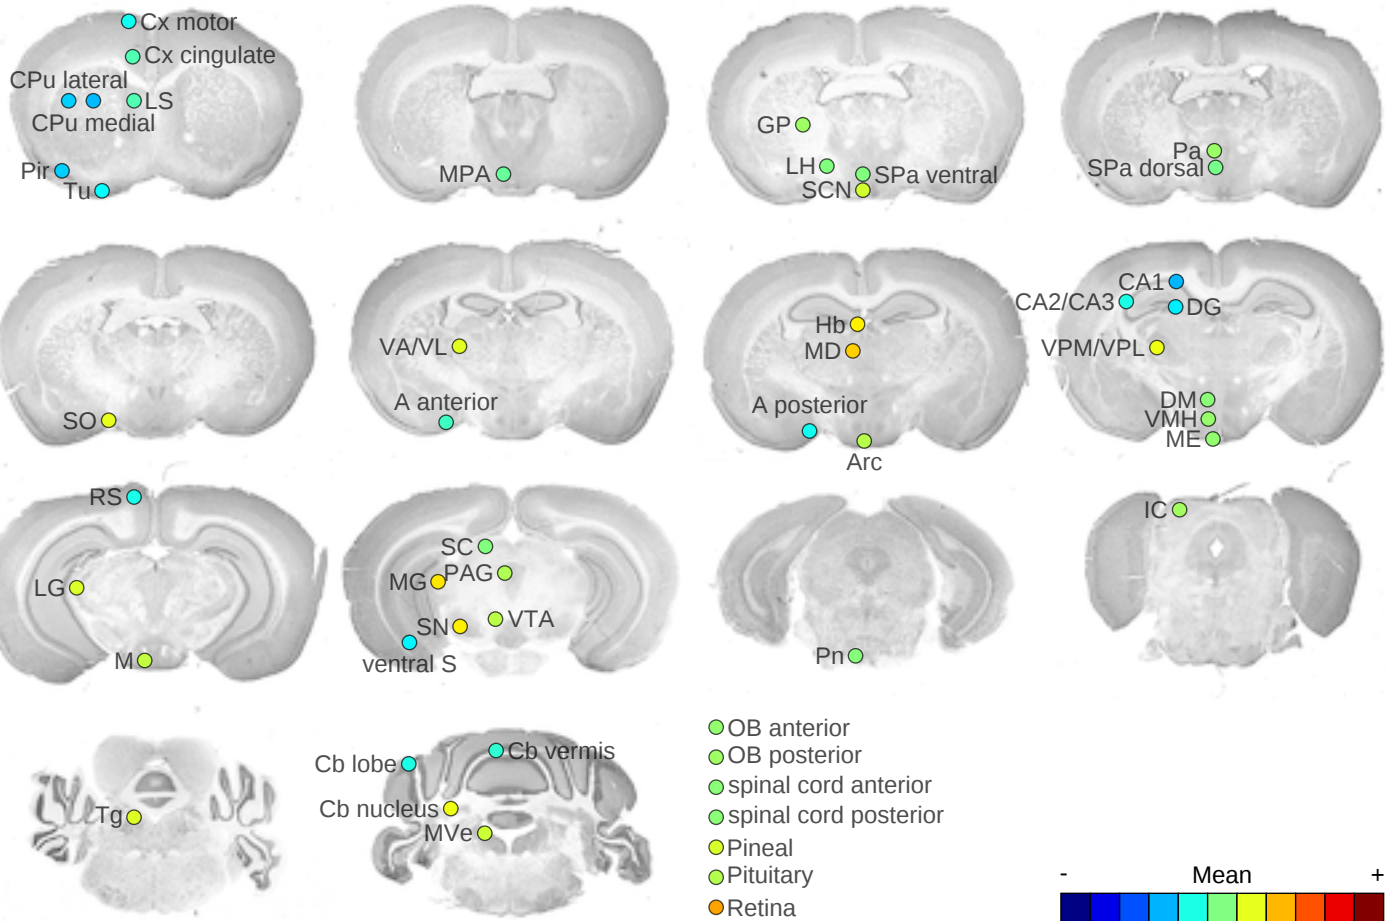 Cx motor
Cx cingulate
CPu lateral
LS
CPu medial
Pir
Tu
MPA
GP
LH
SPa ventral
SCN
Pa
SPa dorsal
SO
VA/VL
A anterior
Hb
MD
A posterior
Arc
CA1
CA2/CA3
DG
VPM/VPL
DM
VMH
ME
RS
LG
M
SC
PAG
MG
VTA
SN
ventral S
Pn
IC
Tg
Cb lobe
Cb vermis
Cb nucleus
MVe
OB anterior
OB posterior
spinal cord anterior
spinal cord posterior
Pineal
Pituitary
Retina
- Mean +